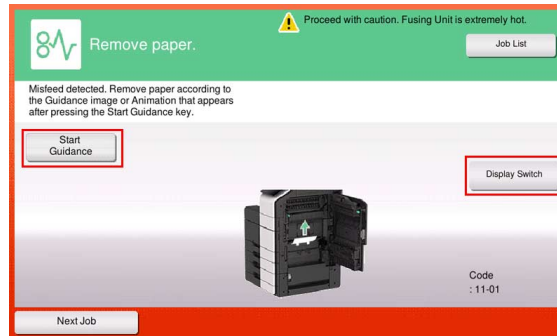 Proceed with caution. Fusing Unit is extremely hot.
Remove paper.
Job List
Misfeed detected. Remove paper according to
the Guidance image or Animation that appears
after pressing the Start Guidance key.
Start
Guidance
Display Switch
Code
: 11-01
Next Job